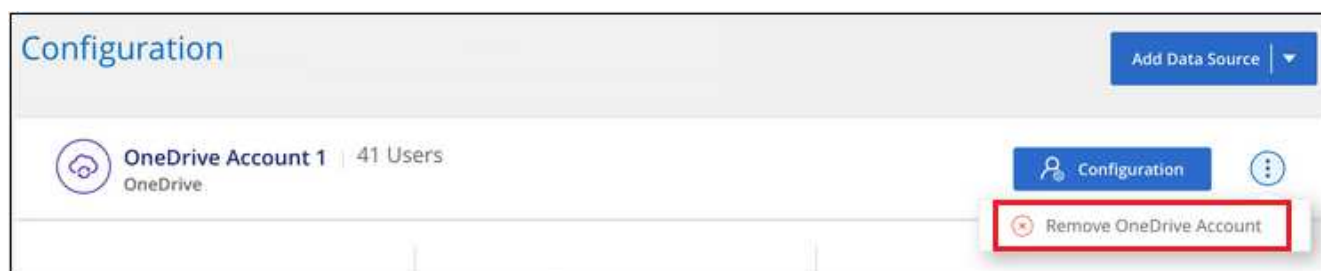 Configuration
Add Data Source
OneDrive Account 1 41 Users
OneDrive
Configuration
Remove OneDrive Account